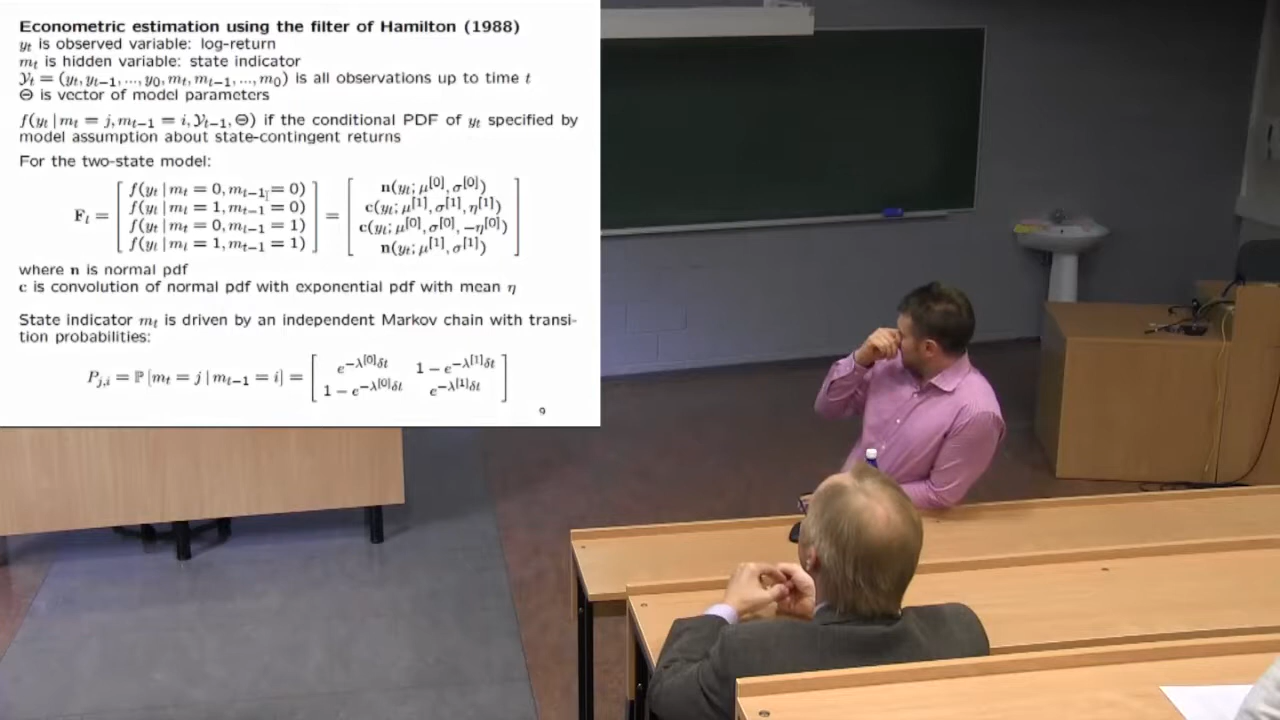 Econometric estimation using the filter of Hamilton (1988)
yₜ is observed variable: log-return
mₜ is hidden variable: state indicator
𝒴ₜ = (yₜ, yₜ₋₁, ..., y₀, mₜ, mₜ₋₁, ..., m₀) is all observations up to time t
Θ is vector of model parameters
f(yₜ | mₜ = j, mₜ₋₁ = i, 𝒴ₜ₋₁, Θ) if the conditional PDF of yₜ specified by
model assumption about state-contingent returns
For the two-state model:
Fₜ = [ f(yₜ | mₜ = 0, mₜ₋₁ = 0) ] = [ n(yₜ; μ^[0], σ^[0]) ]
[ f(yₜ | mₜ = 1, mₜ₋₁ = 0) ] [ c(yₜ; μ^[1], σ^[1], η^[1]) ]
[ f(yₜ | mₜ = 0, mₜ₋₁ = 1) ] [ c(yₜ; μ^[0], σ^[0], −η^[0]) ]
[ f(yₜ | mₜ = 1, mₜ₋₁ = 1) ] [ n(yₜ; μ^[1], σ^[1]) ]
where n is normal pdf
c is convolution of normal pdf with exponential pdf with mean η
State indicator mₜ is driven by an independent Markov chain with transi-
tion probabilities:
P_{j,i} = ℙ [mₜ = j | mₜ₋₁ = i] = [ e^{−λ^[0]δt} 1 − e^{−λ^[1]δt} ]
[ 1 − e^{−λ^[0]δt} e^{−λ^[1]δt} ]
9